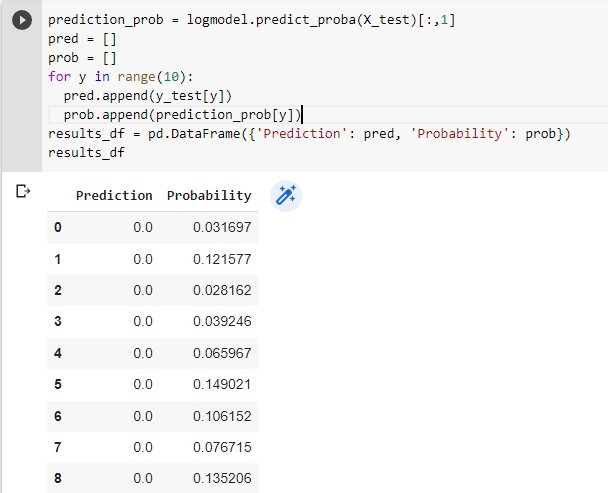 prediction_prob = logmodel.predict_proba(X_test)[:,1]
pred = []
prob = []
for y in range(10):
  pred.append(y_test[y])
  prob.append(prediction_prob[y])
results_df = pd.DataFrame({'Prediction': pred, 'Probability': prob})
results_df
Prediction Probability
0 0.0 0.031697
1 0.0 0.121577
2 0.0 0.028162
3 0.0 0.039246
4 0.0 0.065967
5 0.0 0.149021
6 0.0 0.106152
7 0.0 0.076715
8 0.0 0.135206